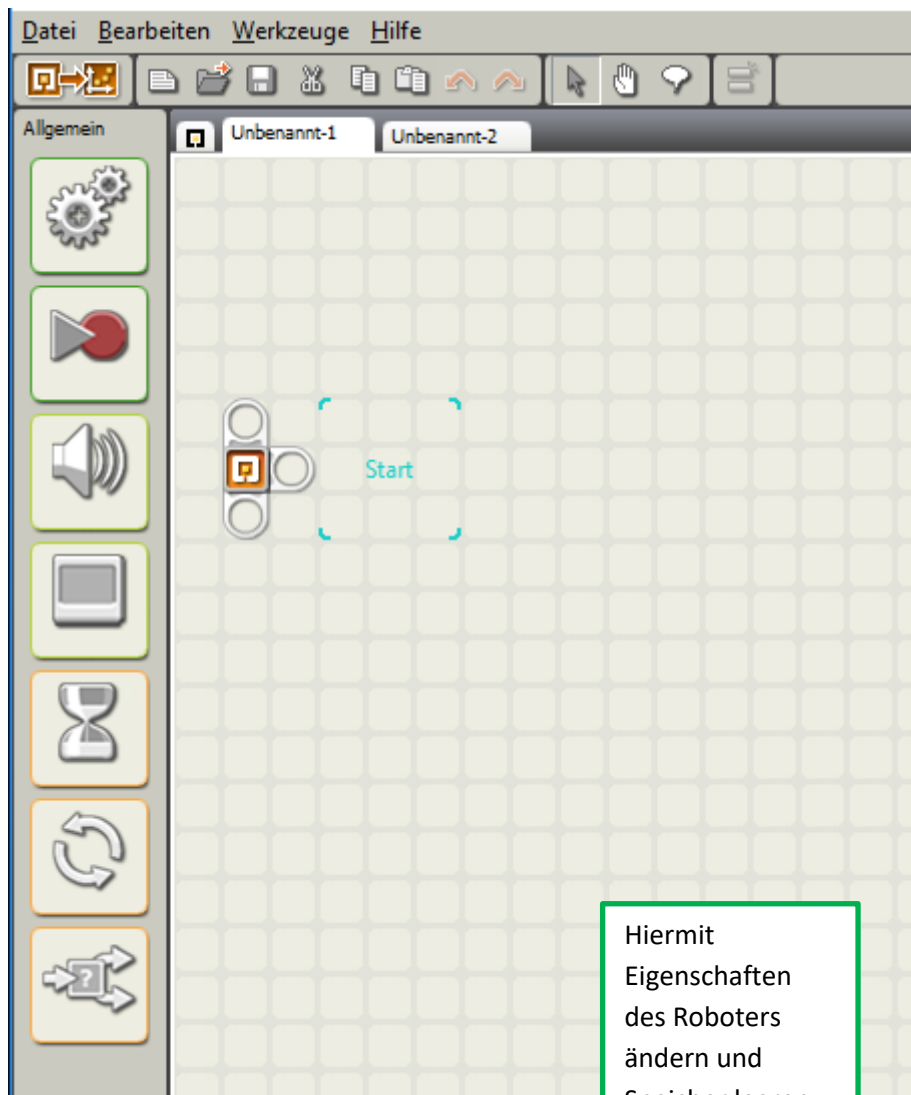 Datei Bearbeiten Werkzeuge Hilfe
Allgemein
Unbenannt-1 Unbenannt-2
Start
Hiermit
Eigenschaften
des Roboters
ändern und